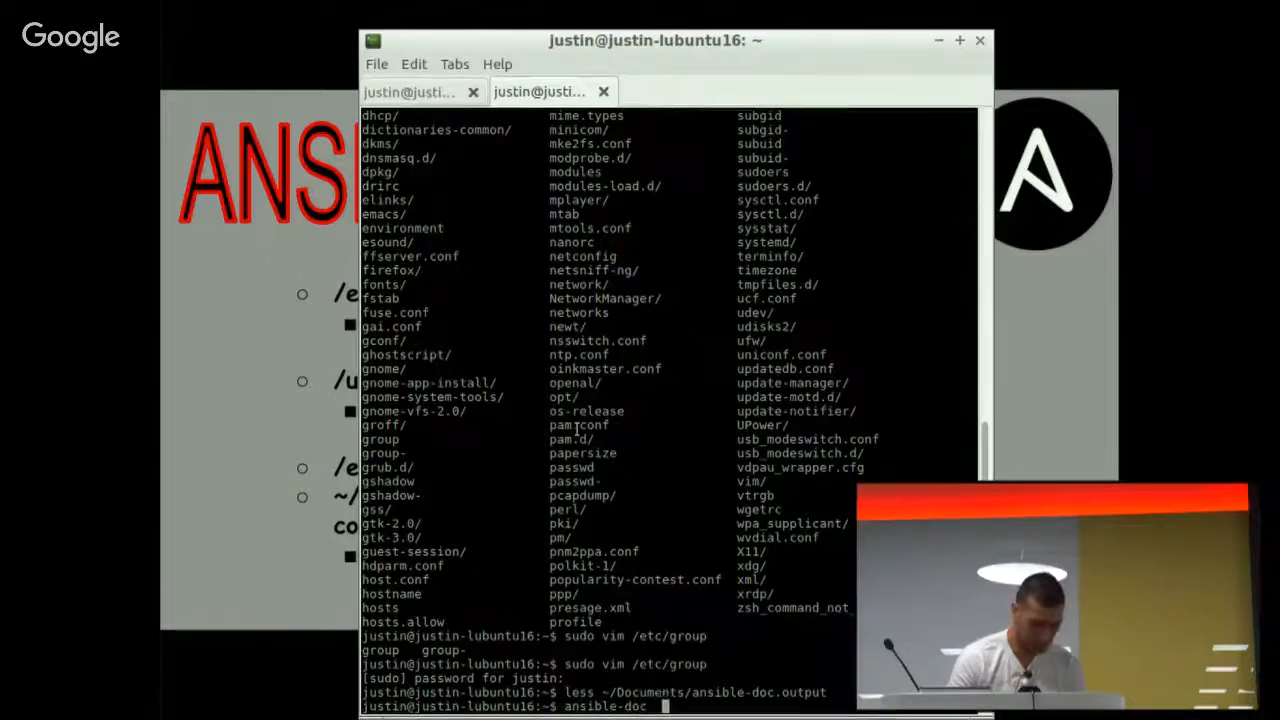 Google
justin@justin-lubuntu16: ~
File Edit Tabs Help
justin@justi...
justin@justi...
ANS
/e
/u
/e
~/
co
dhcp/ mime.types subgid
dictionaries-common/ minicom/ subgid-
dkms/ mke2fs.conf subuid
dnsmasq.d/ modprobe.d/ subuid-
dpkg/ modules sudoers
drirc modules-load.d/ sudoers.d/
elinks/ mplayer/ sysctl.conf
emacs/ mtab sysctl.d/
environment mtools.conf sysstat/
esound/ nanorc systemd/
ffserver.conf netconfig terminfo/
firefox/ netsniff-ng/ timezone
fonts/ network/ tmpfiles.d/
fstab NetworkManager/ ucf.conf
fuse.conf networks udev/
gai.conf newt/ udisks2/
gconf/ nsswitch.conf ufw/
ghostscript/ ntp.conf uniconf.conf
gnome/ oinkmaster.conf updatedb.conf
gnome-app-install/ openal/ update-manager/
gnome-system-tools/ opt/ update-motd.d/
gnome-vfs-2.0/ os-release update-notifier/
groff/ pam.conf UPower/
group pam.d/ usb_modeswitch.conf
group- papersize usb_modeswitch.d/
grub.d/ passwd vdpau_wrapper.cfg
gshadow passwd- vim/
gshadow- pcapdump/ vtrgb
gss/ perl/ wgetrc
gtk-2.0/ pki/ wpa_supplicant/
gtk-3.0/ pm/ wvdial.conf
guest-session/ pnm2ppa.conf X11/
hdparm.conf polkit-1/ xdg/
host.conf popularity-contest.conf xml/
hostname ppp/ xrdp/
hosts presage.xml zsh_command_not_
hosts.allow profile
justin@justin-lubuntu16:~$ sudo vim /etc/group
group group-
justin@justin-lubuntu16:~$ sudo vim /etc/group
[sudo] password for justin:
justin@justin-lubuntu16:~$ less ~/Documents/ansible-doc.output
justin@justin-lubuntu16:~$ ansible-doc